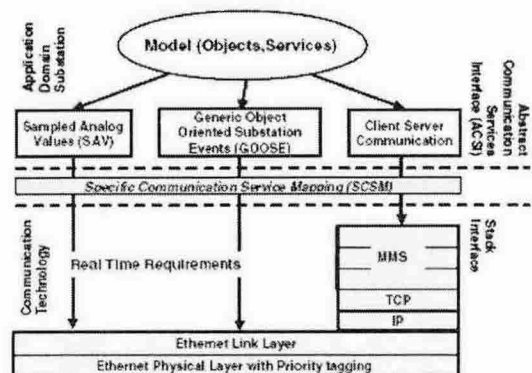 Model (Objects,Services)
Application
Domain
Substation
Abstract
Communication
Services
Interface (ACSI)
Sampled Analog
Values (SAV)
Generic Object
Oriented Substation
Events (GOOSE)
Client Server
Communication
Specific Communication Service Mapping (SCSM)
Communication
Technology
Real Time Requirements
Stack
Interface
MMS
TCP
IP
Ethernet Link Layer
Ethernet Physical Layer with Priority tagging